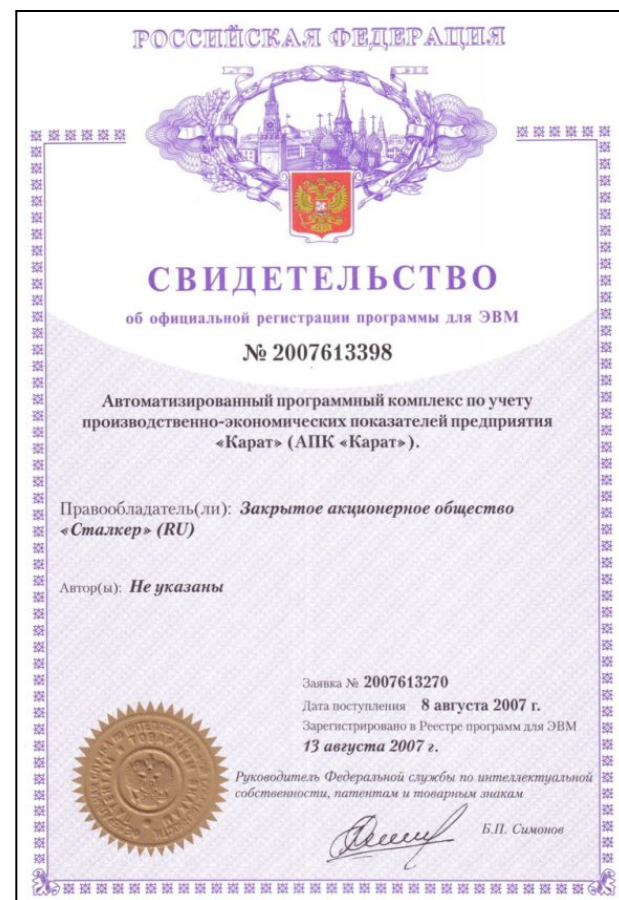 РОССИЙСКАЯ ФЕДЕРАЦИЯ
СВИДЕТЕЛЬСТВО
об официальной регистрации программы для ЭВМ
№ 2007613398
Автоматизированный программный комплекс по учету
производственно-экономических показателей предприятия
«Карат» (АПК «Карат»).
Правообладатель(ли): Закрытое акционерное общество
«Сталкер» (RU)
Автор(ы): Не указаны
Заявка № 2007613270
Дата поступления 8 августа 2007 г.
Зарегистрировано в Реестре программ для ЭВМ
13 августа 2007 г.
Руководитель Федеральной службы по интеллектуальной
собственности, патентам и товарным знакам
Б.П. Симонов